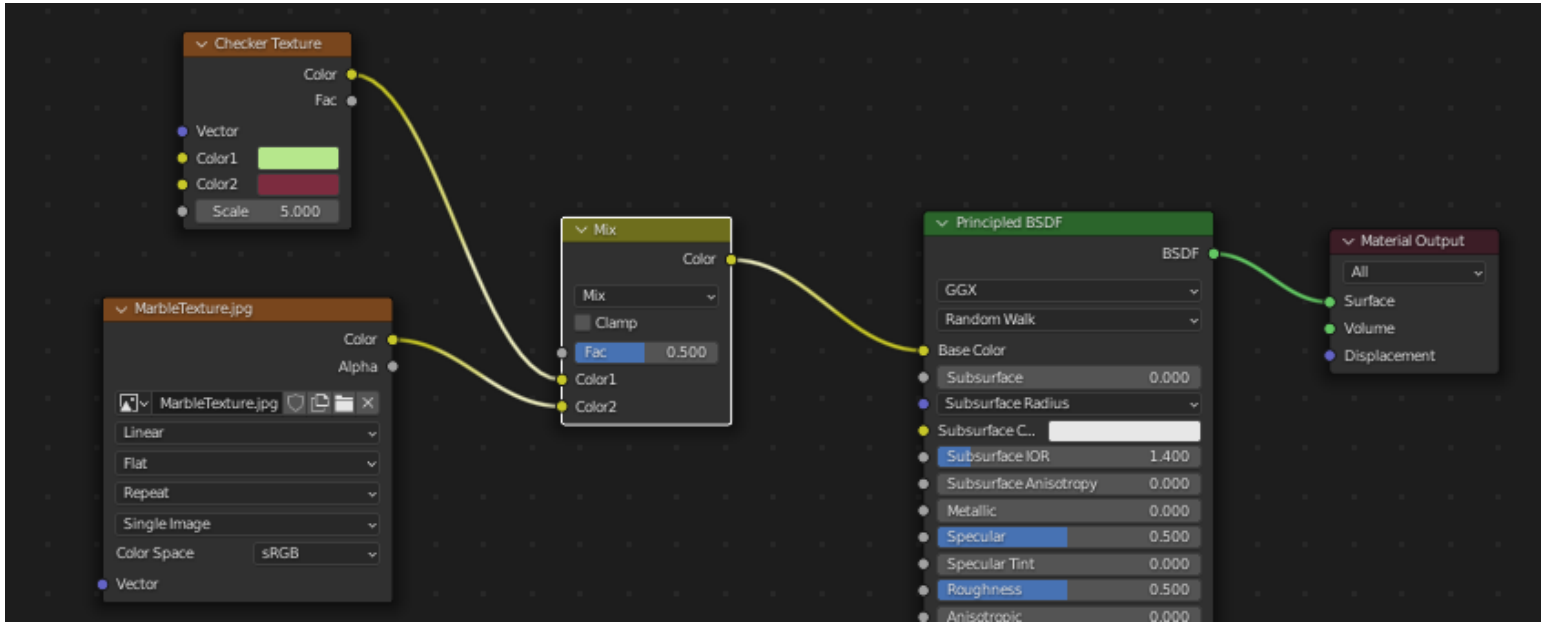 Checker Texture
Color
Fac
Vector
Color1
Color2
Scale 5.000
MarbleTexture.jpg
Color
Alpha
MarbleTexture.jpg
Linear
Flat
Repeat
Single Image
Color Space sRGB
Vector
Mix
Color
Mix
Clamp
Fac 0.500
Color1
Color2
Principled BSDF
BSDF
GGX
Random Walk
Base Color
Subsurface 0.000
Subsurface Radius
Subsurface C..
Subsurface IOR 1.400
Subsurface Anisotropy 0.000
Metallic 0.000
Specular 0.500
Specular Tint 0.000
Roughness 0.500
Anisotropic 0.000
Material Output
All
Surface
Volume
Displacement